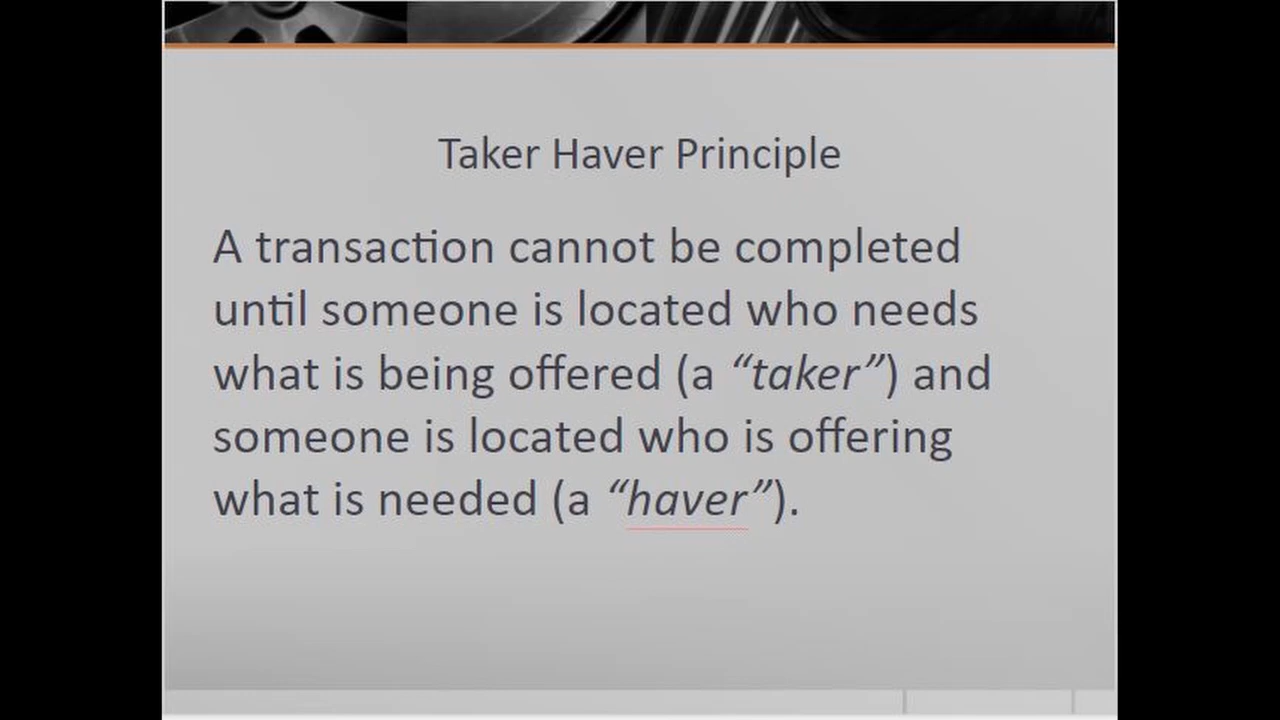 Taker Haver Principle
A transaction cannot be completed
until someone is located who needs
what is being offered (a “taker”) and
someone is located who is offering
what is needed (a “haver”).